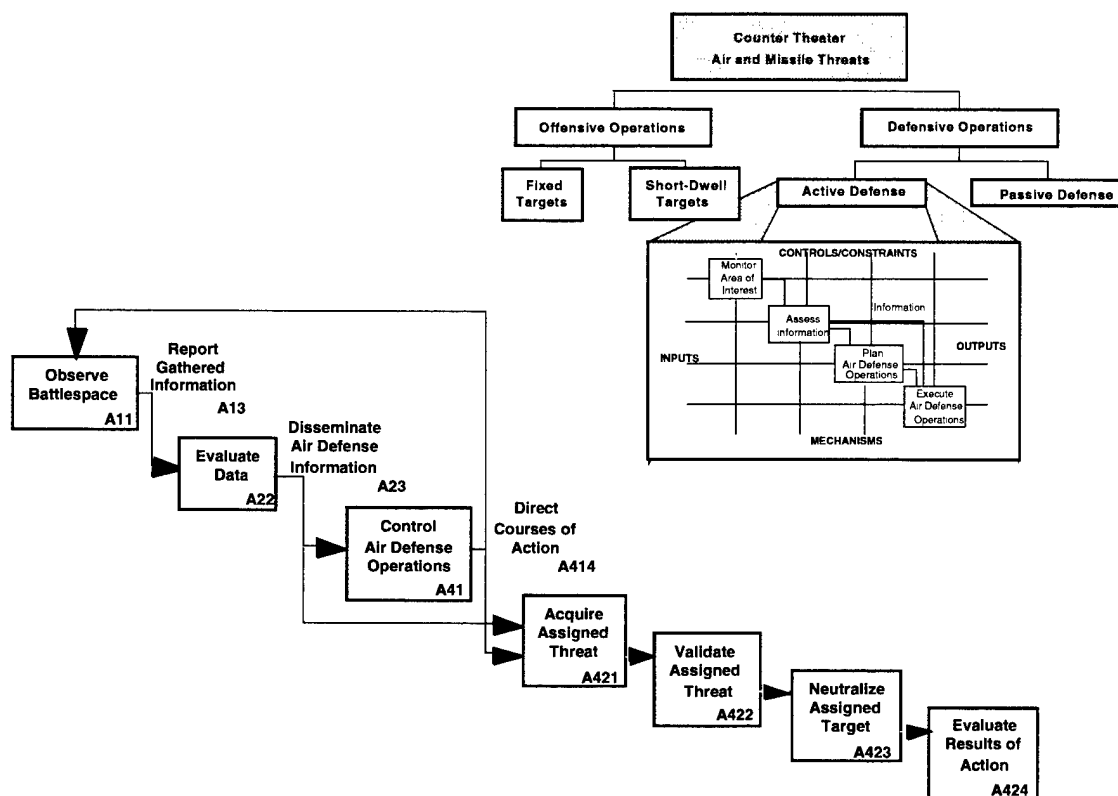 Counter Theater
Air and Missile Threats
Offensive Operations
Defensive Operations
Fixed
Targets
Short-Dwell
Targets
Active Defense
Passive Defense
CONTROLS/CONSTRAINTS
Monitor
Area of
Interest
Information
Assess
Information
INPUTS
OUTPUTS
Plan
Air Defense
Operations
Execute
Air Defense
Operations
MECHANISMS
Observe
Battlespace
A11
Report
Gathered
Information
A13
Evaluate
Data
A22
Disseminate
Air Defense
Information
A23
Control
Air Defense
Operations
A41
Direct
Courses of
Action
A414
Acquire
Assigned
Threat
A421
Validate
Assigned
Threat
A422
Neutralize
Assigned
Target
A423
Evaluate
Results of
Action
A424